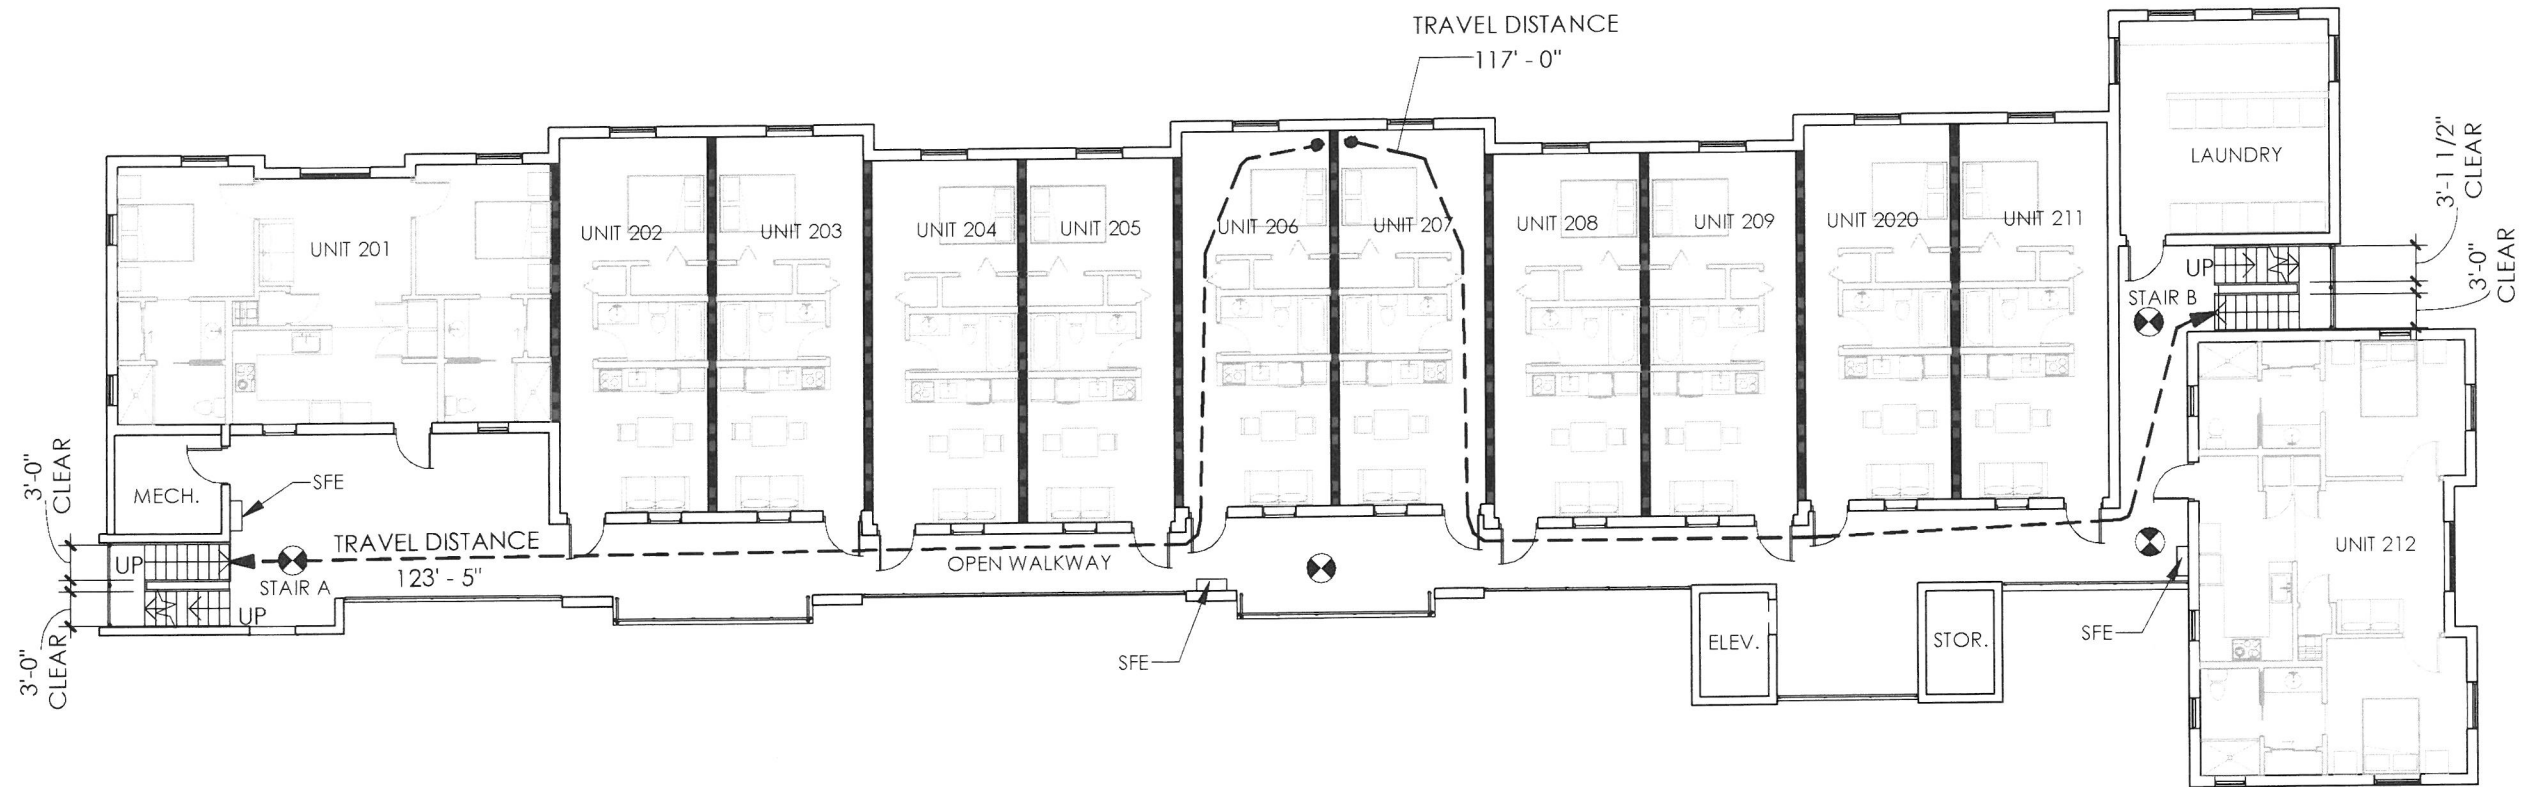 TRAVEL DISTANCE
117' - 0"
LAUNDRY
3'-1 1/2"
CLEAR
3'-0"
CLEAR
UNIT 201
UNIT 202
UNIT 203
UNIT 204
UNIT 205
UNIT 206
UNIT 207
UNIT 208
UNIT 209
UNIT 2020
UNIT 211
UP
STAIR B
3'-0"
CLEAR
MECH.
SFE
TRAVEL DISTANCE
123' - 5"
UP
STAIR A
UP
OPEN WALKWAY
UNIT 212
3'-0"
CLEAR
SFE
ELEV.
STOR.
SFE